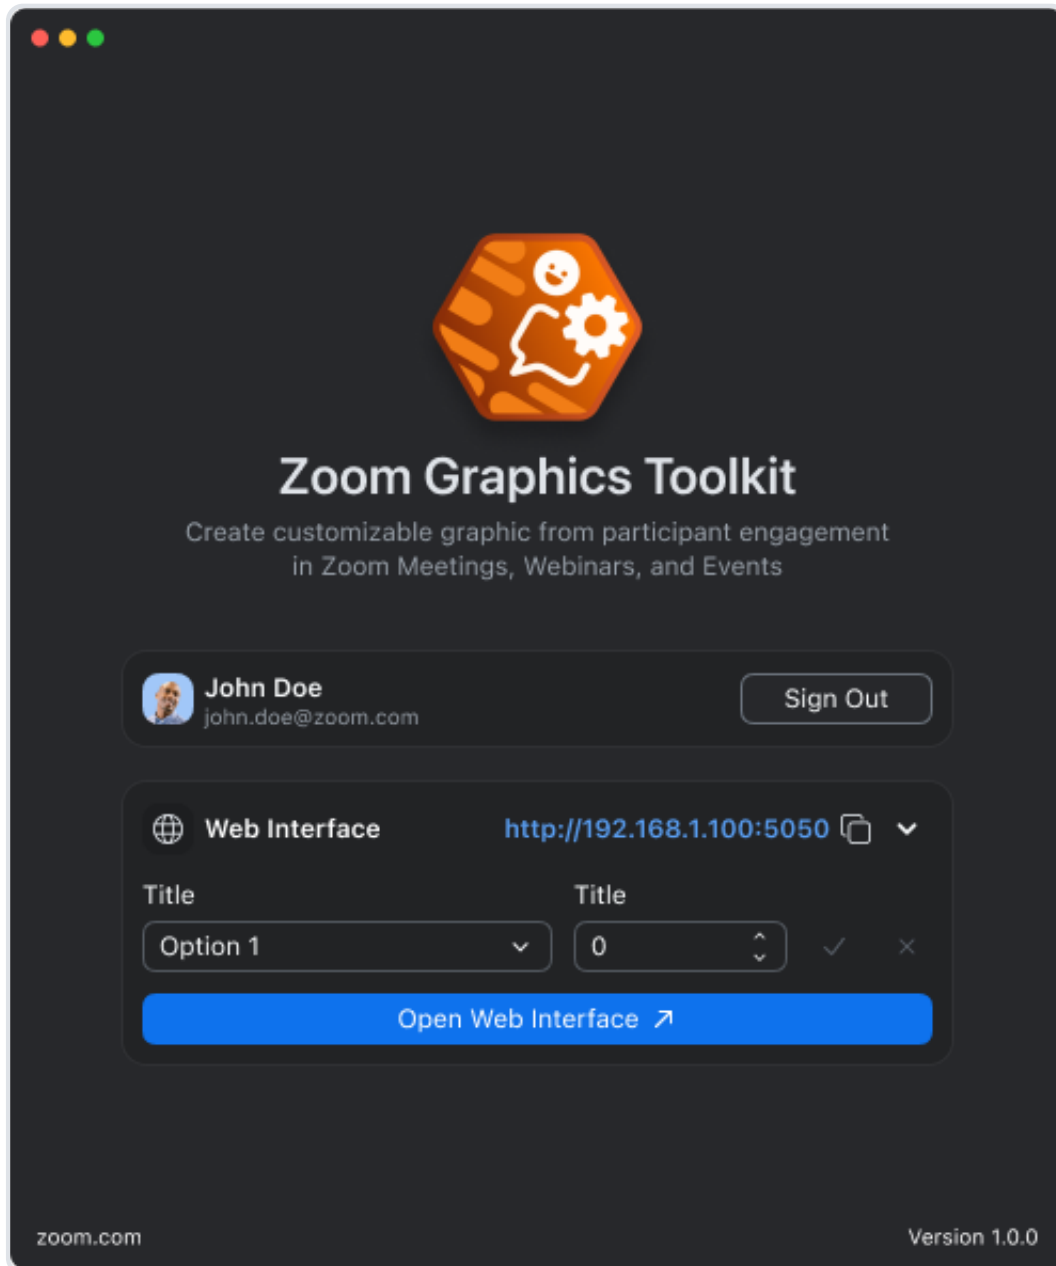 Zoom Graphics Toolkit
Create customizable graphic from participant engagement
in Zoom Meetings, Webinars, and Events
John Doe
john.doe@zoom.com
Sign Out
Web Interface
http://192.168.1.100:5050
Title
Title
Option 1
0
Open Web Interface
zoom.com
Version 1.0.0